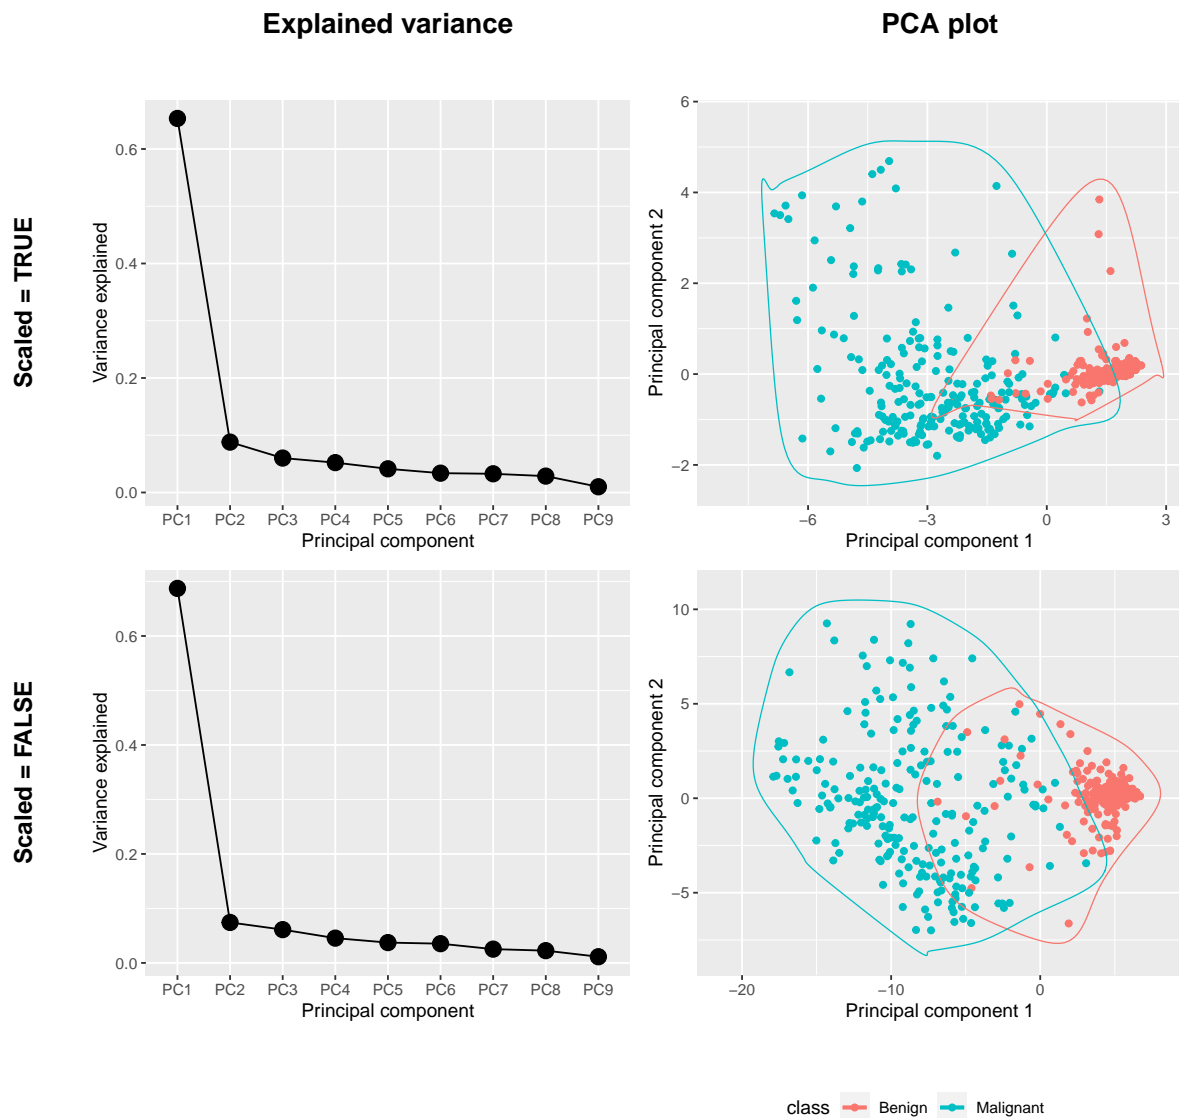 Explained variance
PCA plot
Scaled = TRUE
Variance explained
0.6
0.4
0.2
0.0
PC1 PC2 PC3 PC4 PC5 PC6 PC7 PC8 PC9
Principal component
Principal component 2
6
4
2
0
−2
−6 −3 0 3
Principal component 1
Scaled = FALSE
Variance explained
0.6
0.4
0.2
0.0
PC1 PC2 PC3 PC4 PC5 PC6 PC7 PC8 PC9
Principal component
Principal component 2
10
5
0
−5
−20 −10 0
Principal component 1
class Benign Malignant